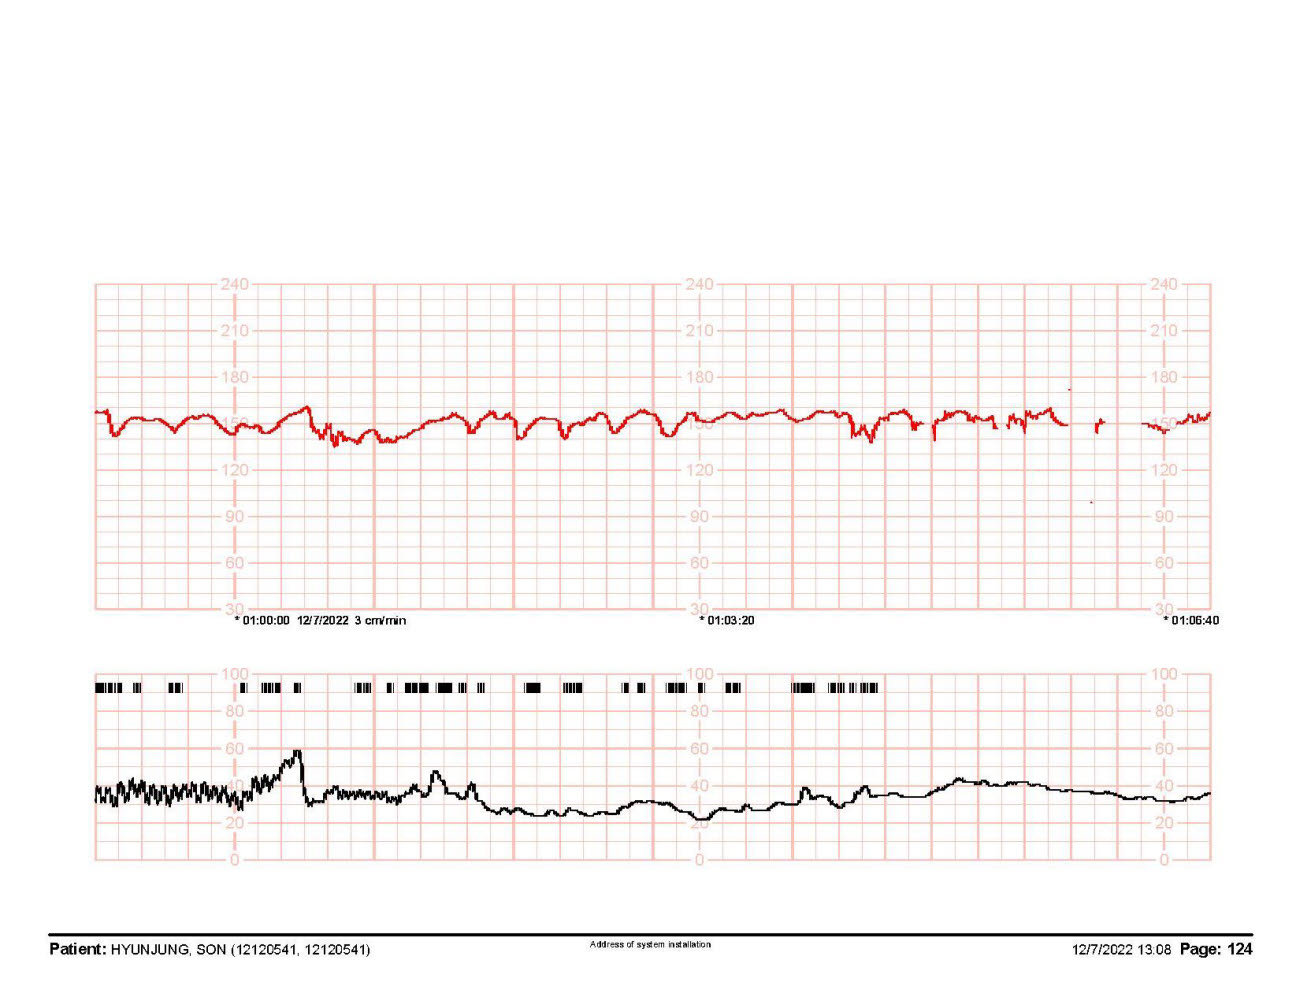 240 240 240
210 210 210
180 180 180
150 150 150
120 120 120
90 90 90
60 60 60
30 30 30
* 01:00:00 12/7/2022 3 cm/min * 01:03:20 * 01:06:40
100 100 100
80 80 80
60 60 60
40 40 40
20 20 20
0 0 0
Patient: HYUNJUNG, SON (12120541, 12120541) Address of system installation 12/7/2022 13:08 Page: 124